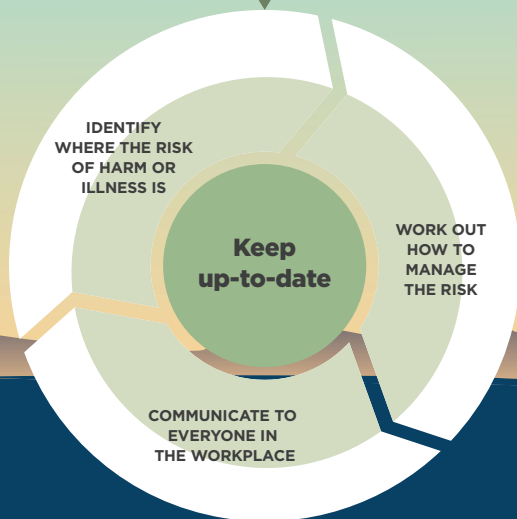 IDENTIFY
WHERE THE RISK
OF HARM OR
ILLNESS IS
WORK OUT
HOW TO
MANAGE
THE RISK
Keep
up-to-date
COMMUNICATE TO
EVERYONE IN
THE WORKPLACE